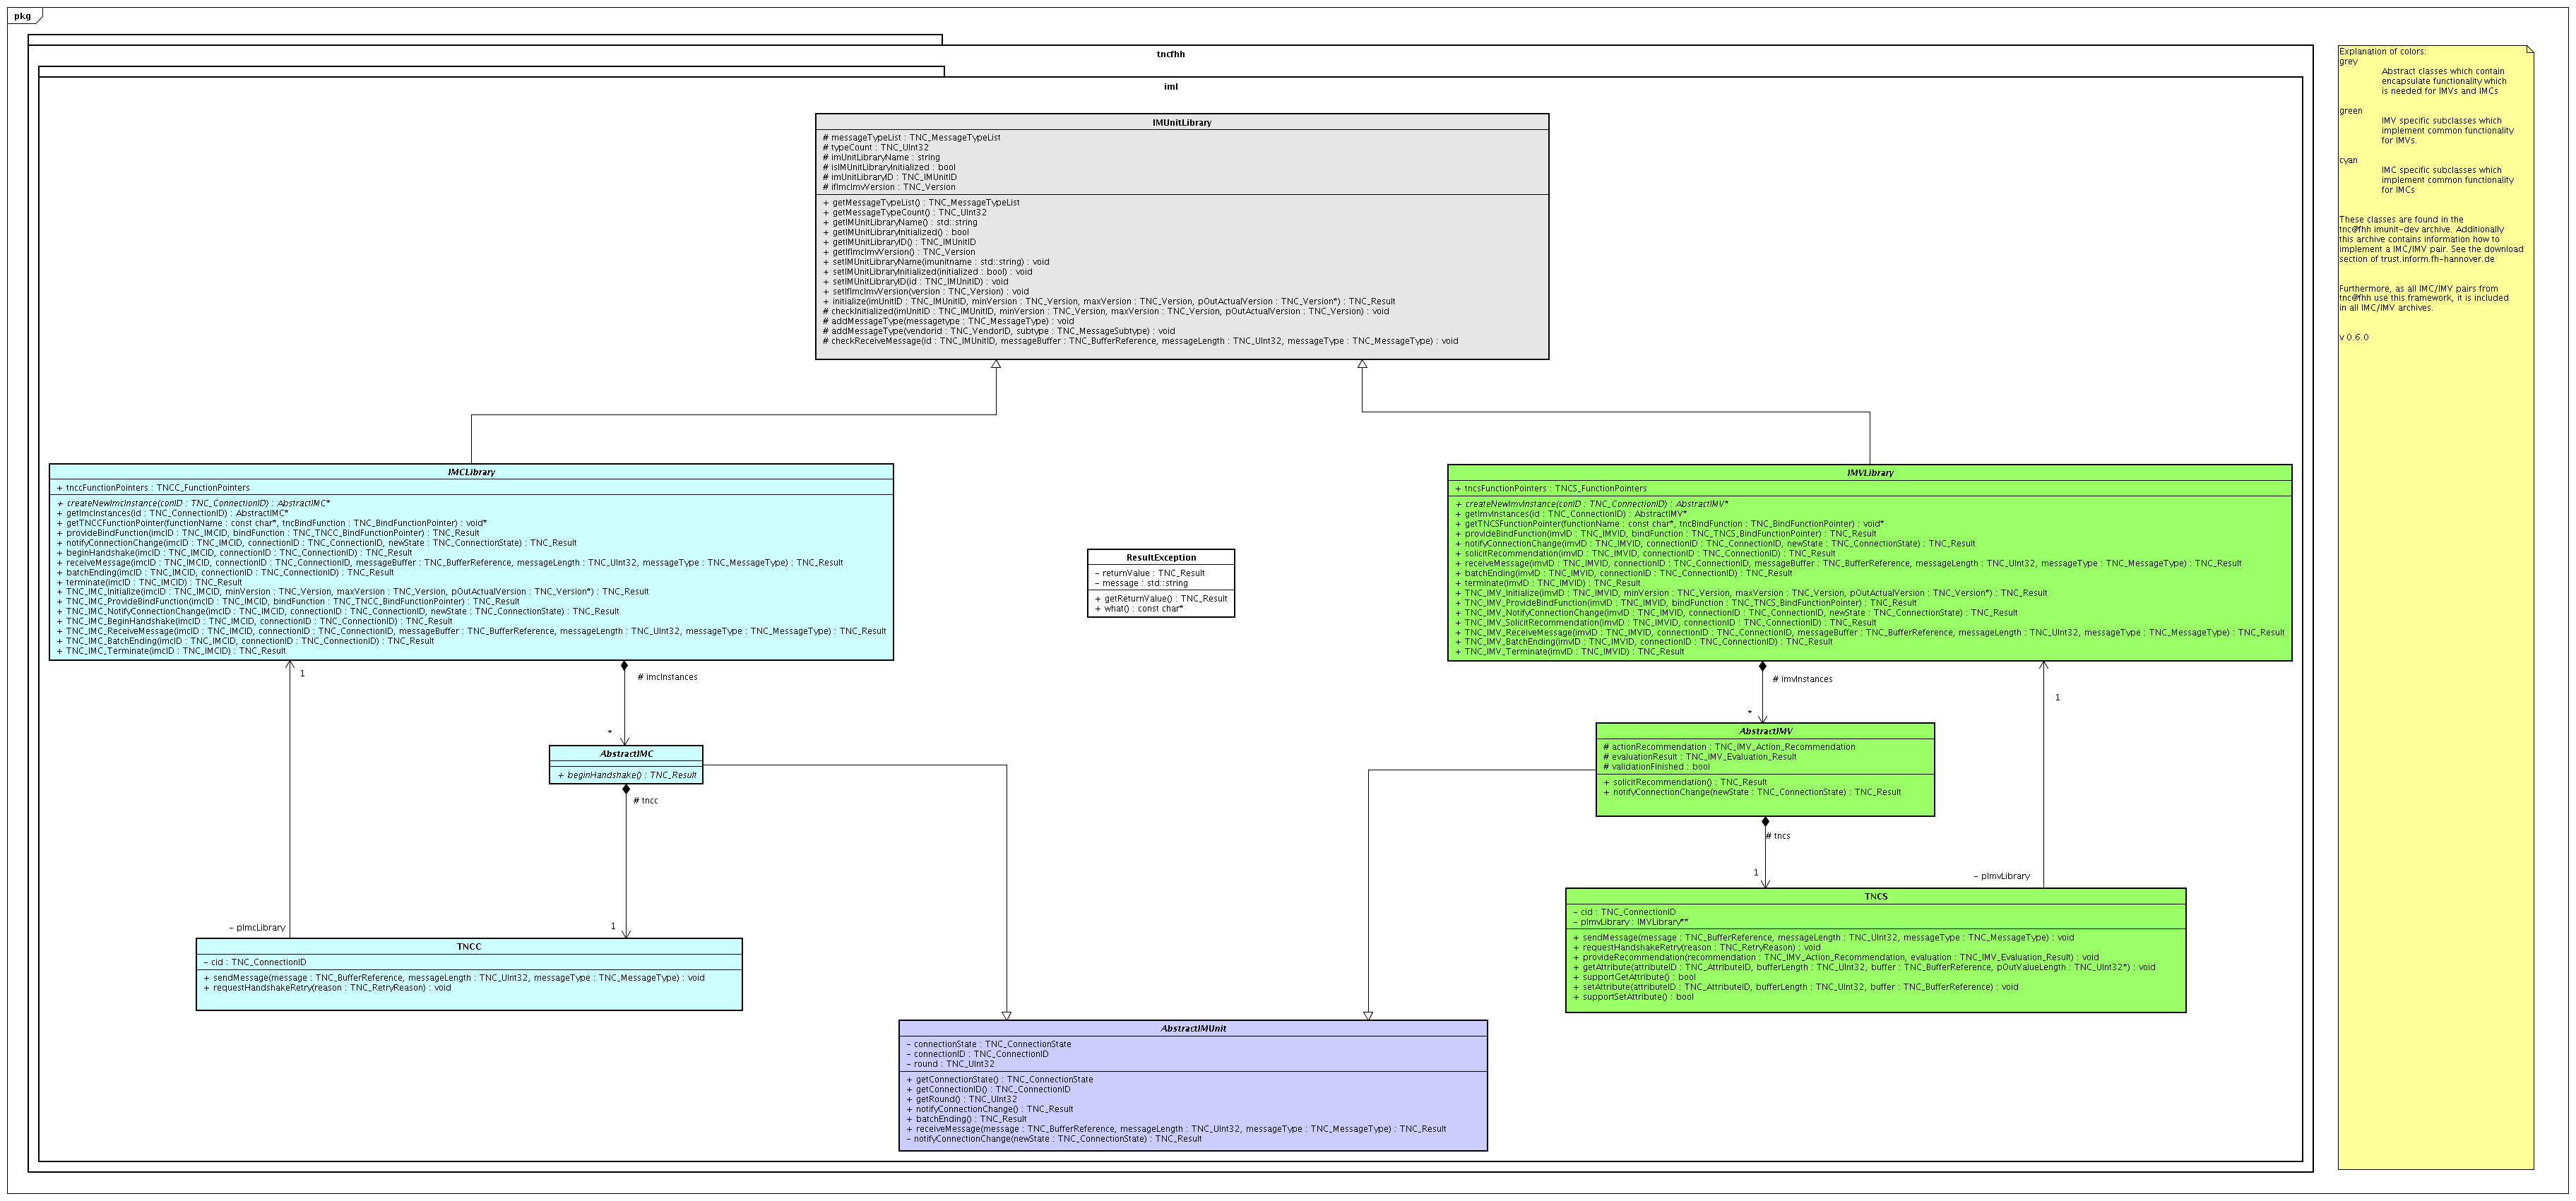 pkg
tncfhh
iml
IMUnitLibrary
# messageTypeList : TNC_MessageTypeList
# typeCount : TNC_UInt32
# imUnitLibraryName : string
# isIMUnitLibraryInitialized : bool
# imUnitLibraryID : TNC_IMUnitID
# ifImcImvVersion : TNC_Version
+ getMessageTypeList() : TNC_MessageTypeList
+ getMessageTypeCount() : TNC_UInt32
+ getIMUnitLibraryName() : std::string
+ getIMUnitLibraryInitialized() : bool
+ getIMUnitLibraryID() : TNC_IMUnitID
+ getIfImcImvVersion() : TNC_Version
+ setIMUnitLibraryName(imunitname : std::string) : void
+ setIMUnitLibraryInitialized(initialized : bool) : void
+ setIMUnitLibraryID(id : TNC_IMUnitID) : void
+ setIfImcImvVersion(version : TNC_Version) : void
+ initialize(imUnitID : TNC_IMUnitID, minVersion : TNC_Version, maxVersion : TNC_Version, pOutActualVersion : TNC_Version*) : TNC_Result
# checkInitialized(imUnitID : TNC_IMUnitID, minVersion : TNC_Version, maxVersion : TNC_Version, pOutActualVersion : TNC_Version) : void
# addMessageType(messagetype : TNC_MessageType) : void
# addMessageType(vendorid : TNC_VendorID, subtype : TNC_MessageSubtype) : void
# checkReceiveMessage(id : TNC_IMUnitID, messageBuffer : TNC_BufferReference, messageLength : TNC_UInt32, messageType : TNC_MessageType) : void
IMCLibrary
+ tnccFunctionPointers : TNCC_FunctionPointers
+ createNewImcInstance(conID : TNC_ConnectionID) : AbstractIMC*
+ getImcInstances(id : TNC_ConnectionID) : AbstractIMC*
+ getTNCCFunctionPointer(functionName : const char*, tncBindFunction : TNC_BindFunctionPointer) : void*
+ provideBindFunction(imcID : TNC_IMCID, bindFunction : TNC_TNCC_BindFunctionPointer) : TNC_Result
+ notifyConnectionChange(imcID : TNC_IMCID, connectionID : TNC_ConnectionID, newState : TNC_ConnectionState) : TNC_Result
+ beginHandshake(imcID : TNC_IMCID, connectionID : TNC_ConnectionID) : TNC_Result
+ receiveMessage(imcID : TNC_IMCID, connectionID : TNC_ConnectionID, messageBuffer : TNC_BufferReference, messageLength : TNC_UInt32, messageType : TNC_MessageType) : TNC_Result
+ batchEnding(imcID : TNC_IMCID, connectionID : TNC_ConnectionID) : TNC_Result
+ terminate(imcID : TNC_IMCID) : TNC_Result
+ TNC_IMC_Initialize(imcID : TNC_IMCID, minVersion : TNC_Version, maxVersion : TNC_Version, pOutActualVersion : TNC_Version*) : TNC_Result
+ TNC_IMC_ProvideBindFunction(imcID : TNC_IMCID, bindFunction : TNC_TNCC_BindFunctionPointer) : TNC_Result
+ TNC_IMC_NotifyConnectionChange(imcID : TNC_IMCID, connectionID : TNC_ConnectionID, newState : TNC_ConnectionState) : TNC_Result
+ TNC_IMC_BeginHandshake(imcID : TNC_IMCID, connectionID : TNC_ConnectionID) : TNC_Result
+ TNC_IMC_ReceiveMessage(imcID : TNC_IMCID, connectionID : TNC_ConnectionID, messageBuffer : TNC_BufferReference, messageLength : TNC_UInt32, messageType : TNC_MessageType) : TNC_Result
+ TNC_IMC_BatchEnding(imcID : TNC_IMCID, connectionID : TNC_ConnectionID) : TNC_Result
+ TNC_IMC_Terminate(imcID : TNC_IMCID) : TNC_Result
ResultException
- returnValue : TNC_Result
- message : std::string
+ getReturnValue() : TNC_Result
+ what() : const char*
IMVLibrary
+ tncsFunctionPointers : TNCS_FunctionPointers
+ createNewImvInstance(conID : TNC_ConnectionID) : AbstractIMV*
+ getImvInstances(id : TNC_ConnectionID) : AbstractIMV*
+ getTNCSFunctionPointer(functionName : const char*, tncBindFunction : TNC_BindFunctionPointer) : void*
+ provideBindFunction(imvID : TNC_IMVID, bindFunction : TNC_TNCS_BindFunctionPointer) : TNC_Result
+ notifyConnectionChange(imvID : TNC_IMVID, connectionID : TNC_ConnectionID, newState : TNC_ConnectionState) : TNC_Result
+ solicitRecommendation(imvID : TNC_IMVID, connectionID : TNC_ConnectionID) : TNC_Result
+ receiveMessage(imvID : TNC_IMVID, connectionID : TNC_ConnectionID, messageBuffer : TNC_BufferReference, messageLength : TNC_UInt32, messageType : TNC_MessageType) : TNC_Result
+ batchEnding(imvID : TNC_IMVID, connectionID : TNC_ConnectionID) : TNC_Result
+ terminate(imvID : TNC_IMVID) : TNC_Result
+ TNC_IMV_Initialize(imvID : TNC_IMVID, minVersion : TNC_Version, maxVersion : TNC_Version, pOutActualVersion : TNC_Version*) : TNC_Result
+ TNC_IMV_ProvideBindFunction(imvID : TNC_IMVID, bindFunction : TNC_TNCS_BindFunctionPointer) : TNC_Result
+ TNC_IMV_NotifyConnectionChange(imvID : TNC_IMVID, connectionID : TNC_ConnectionID, newState : TNC_ConnectionState) : TNC_Result
+ TNC_IMV_SolicitRecommendation(imvID : TNC_IMVID, connectionID : TNC_ConnectionID) : TNC_Result
+ TNC_IMV_ReceiveMessage(imvID : TNC_IMVID, connectionID : TNC_ConnectionID, messageBuffer : TNC_BufferReference, messageLength : TNC_UInt32, messageType : TNC_MessageType) : TNC_Result
+ TNC_IMV_BatchEnding(imvID : TNC_IMVID, connectionID : TNC_ConnectionID) : TNC_Result
+ TNC_IMV_Terminate(imvID : TNC_IMVID) : TNC_Result
1
# imcInstances
*
# imvInstances
*
1
AbstractIMC
+ beginHandshake() : TNC_Result
# tncc
1
- pImcLibrary
AbstractIMV
# actionRecommendation : TNC_IMV_Action_Recommendation
# evaluationResult : TNC_IMV_Evaluation_Result
# validationFinished : bool
+ solicitRecommendation() : TNC_Result
+ notifyConnectionChange(newState : TNC_ConnectionState) : TNC_Result
# tncs
1
- pImvLibrary
TNCC
- cid : TNC_ConnectionID
+ sendMessage(message : TNC_BufferReference, messageLength : TNC_UInt32, messageType : TNC_MessageType) : void
+ requestHandshakeRetry(reason : TNC_RetryReason) : void
TNCS
- cid : TNC_ConnectionID
- pImvLibrary : IMVLibrary**
+ sendMessage(message : TNC_BufferReference, messageLength : TNC_UInt32, messageType : TNC_MessageType) : void
+ requestHandshakeRetry(reason : TNC_RetryReason) : void
+ provideRecommendation(recommendation : TNC_IMV_Action_Recommendation, evaluation : TNC_IMV_Evaluation_Result) : void
+ getAttribute(attributeID : TNC_AttributeID, bufferLength : TNC_UInt32, buffer : TNC_BufferReference, pOutValueLength : TNC_UInt32*) : void
+ supportGetAttribute() : bool
+ setAttribute(attributeID : TNC_AttributeID, bufferLength : TNC_UInt32, buffer : TNC_BufferReference) : void
+ supportSetAttribute() : bool
AbstractIMUnit
- connectionState : TNC_ConnectionState
- connectionID : TNC_ConnectionID
- round : TNC_UInt32
+ getConnectionState() : TNC_ConnectionState
+ getConnectionID() : TNC_ConnectionID
+ getRound() : TNC_UInt32
+ notifyConnectionChange() : TNC_Result
+ batchEnding() : TNC_Result
+ receiveMessage(message : TNC_BufferReference, messageLength : TNC_UInt32, messageType : TNC_MessageType) : TNC_Result
- notifyConnectionChange(newState : TNC_ConnectionState) : TNC_Result
Explanation of colors:
grey
Abstract classes which contain
encapsulate functionality which
is needed for IMVs and IMCs
green
IMV specific subclasses which
implement common functionality
for IMVs.
cyan
IMC specific subclasses which
implement common functionality
for IMCs
These classes are found in the
tnc@fhh imunit-dev archive. Additionally
this archive contains information how to
implement a IMC/IMV pair. See the download
section of trust.inform.fh-hannover.de
Furthermore, as all IMC/IMV pairs from
tnc@fhh use this framework, it is included
in all IMC/IMV archives.
v 0.6.0